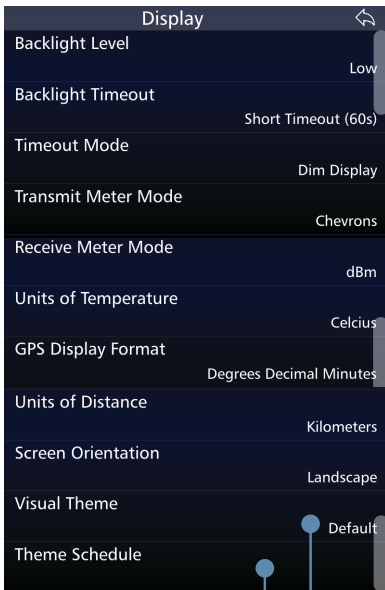 Display
Backlight Level
Low
Backlight Timeout
Short Timeout (60s)
Timeout Mode
Dim Display
Transmit Meter Mode
Chevrons
Receive Meter Mode
dBm
Units of Temperature
Celcius
GPS Display Format
Degrees Decimal Minutes
Units of Distance
Kilometers
Screen Orientation
Landscape
Visual Theme
Default
Theme Schedule